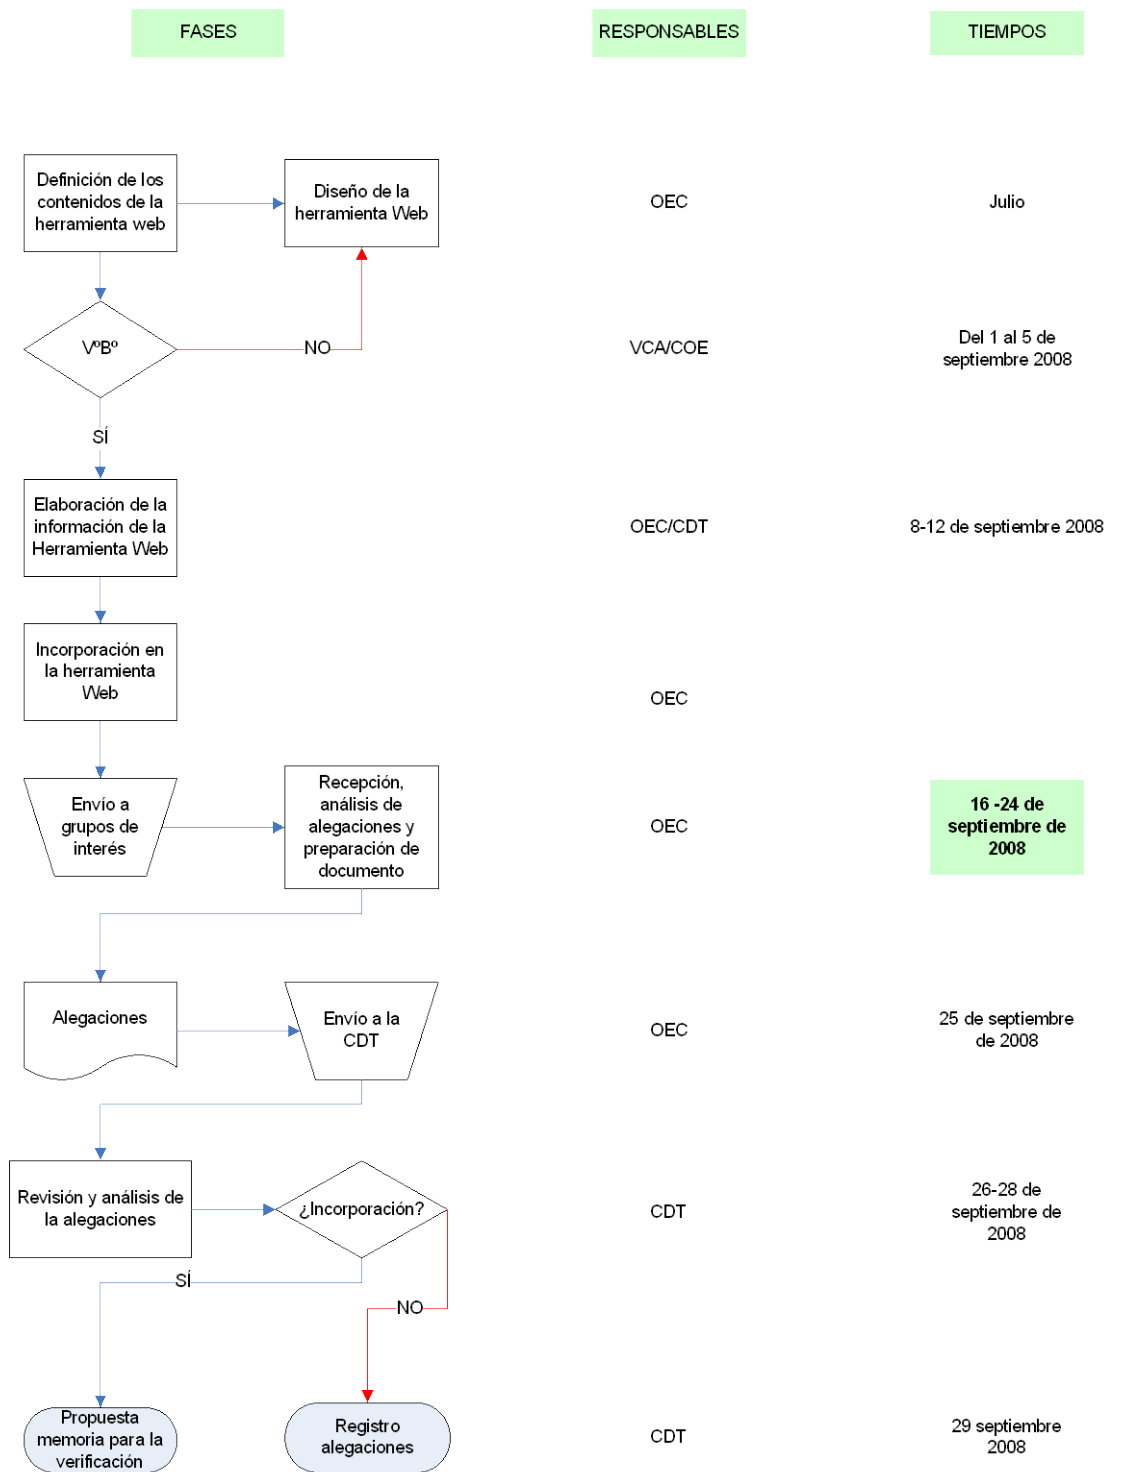 FASES
RESPONSABLES
TIEMPOS
Definición de los
contenidos de la
herramienta web
Diseño de la
herramienta Web
OEC
Julio
VºBº
NO
VCA/COE
Del 1 al 5 de
septiembre 2008
SÍ
Elaboración de la
información de la
Herramienta Web
OEC/CDT
8-12 de septiembre 2008
Incorporación en
la herramienta
Web
OEC
Envío a
grupos de
interés
Recepción,
análisis de
alegaciones y
preparación de
documento
OEC
16 -24 de
septiembre de
2008
Alegaciones
Envío a la
CDT
OEC
25 de septiembre
de 2008
Revisión y análisis de
la alegaciones
¿Incorporación?
CDT
26-28 de
septiembre de
2008
SÍ
NO
Propuesta
memoria para la
verificación
Registro
alegaciones
CDT
29 septiembre
2008